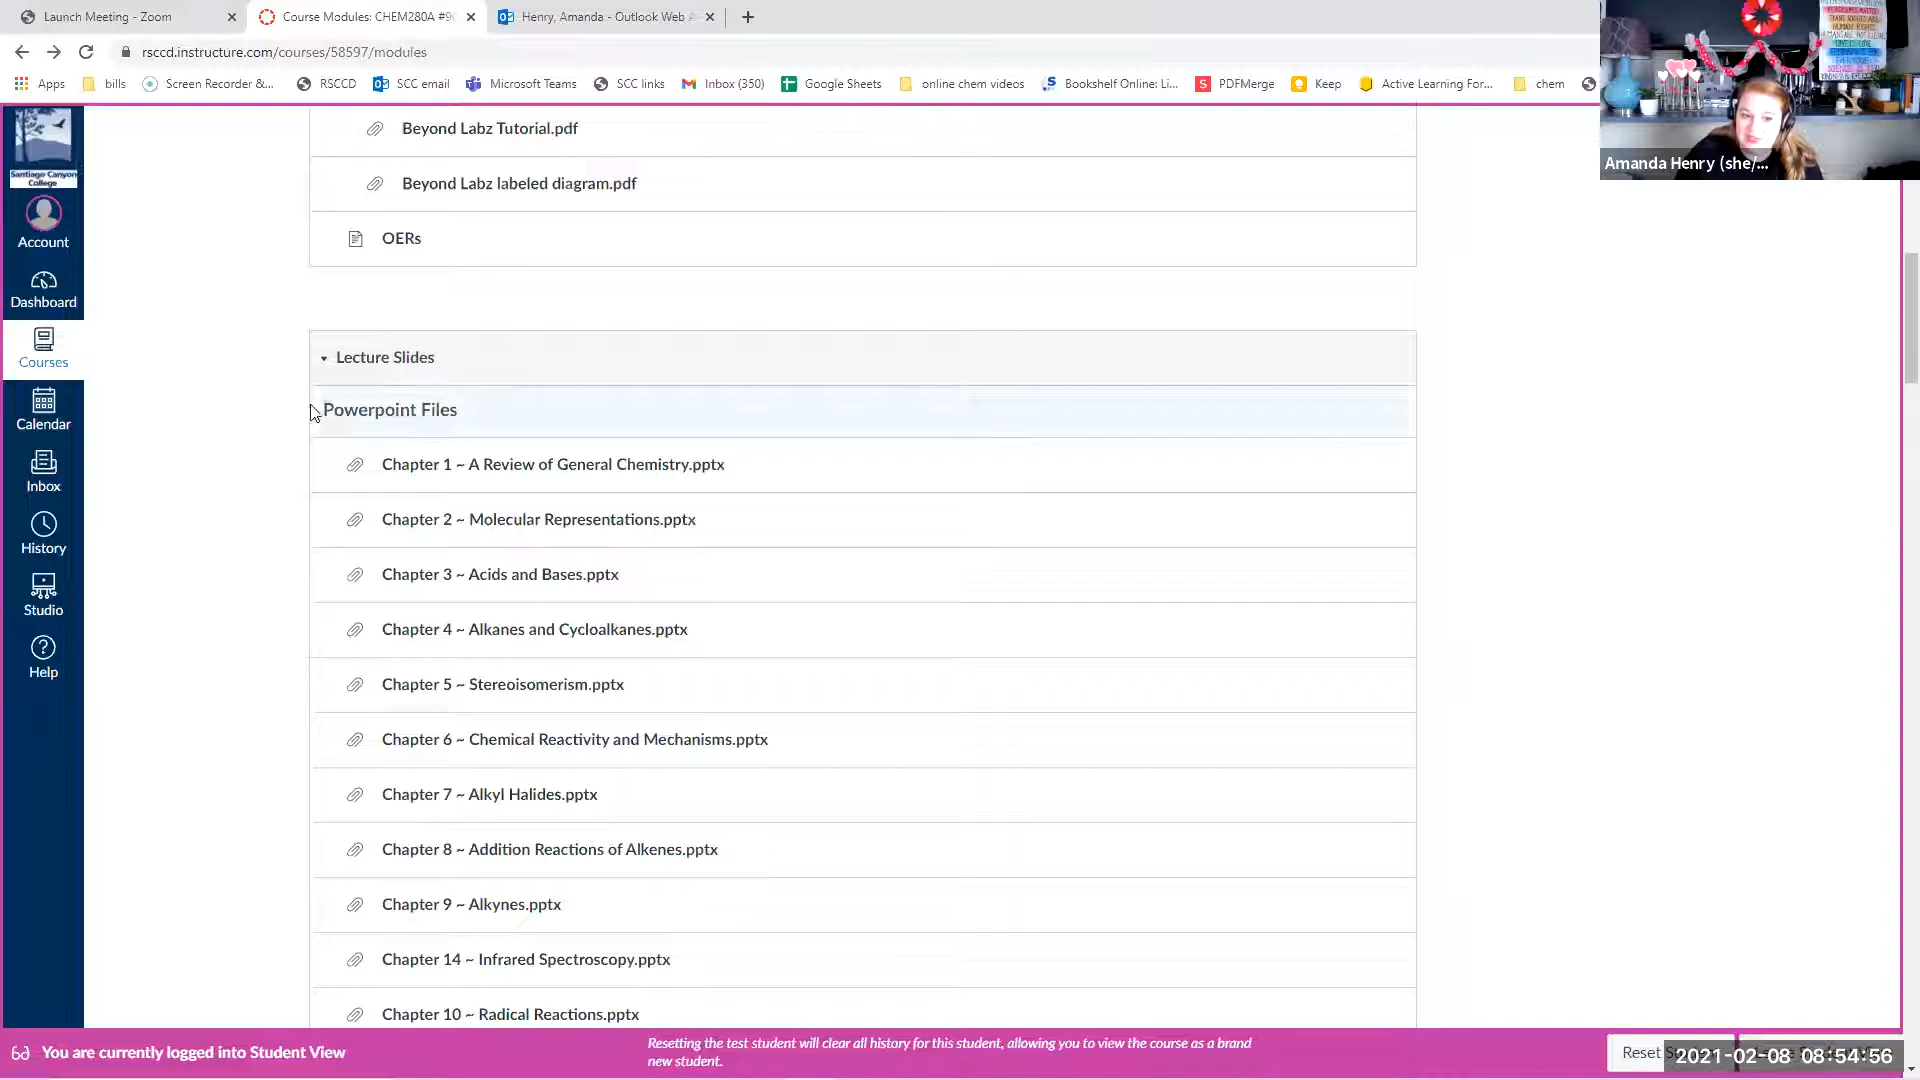 Launch Meeting - Zoom
Course Modules: CHEM280A #9
Henry, Amanda - Outlook Web
rsccd.instructure.com/courses/58597/modules
Apps
bills
Screen Recorder &...
RSCCD
SCC email
Microsoft Teams
SCC links
Inbox (350)
Google Sheets
online chem videos
Bookshelf Online: Li...
PDFMerge
Keep
Active Learning For...
chem
Amanda Henry (she/...
Santiago Canyon
College
Account
Dashboard
Courses
Calendar
Inbox
History
Studio
Help
Beyond Labz Tutorial.pdf
Beyond Labz labeled diagram.pdf
OERs
Lecture Slides
Powerpoint Files
Chapter 1 ~ A Review of General Chemistry.pptx
Chapter 2 ~ Molecular Representations.pptx
Chapter 3 ~ Acids and Bases.pptx
Chapter 4 ~ Alkanes and Cycloalkanes.pptx
Chapter 5 ~ Stereoisomerism.pptx
Chapter 6 ~ Chemical Reactivity and Mechanisms.pptx
Chapter 7 ~ Alkyl Halides.pptx
Chapter 8 ~ Addition Reactions of Alkenes.pptx
Chapter 9 ~ Alkynes.pptx
Chapter 14 ~ Infrared Spectroscopy.pptx
Chapter 10 ~ Radical Reactions.pptx
You are currently logged into Student View
Resetting the test student will clear all history for this student, allowing you to view the course as a brand
new student.
Reset
2021-02-08 08:54:56